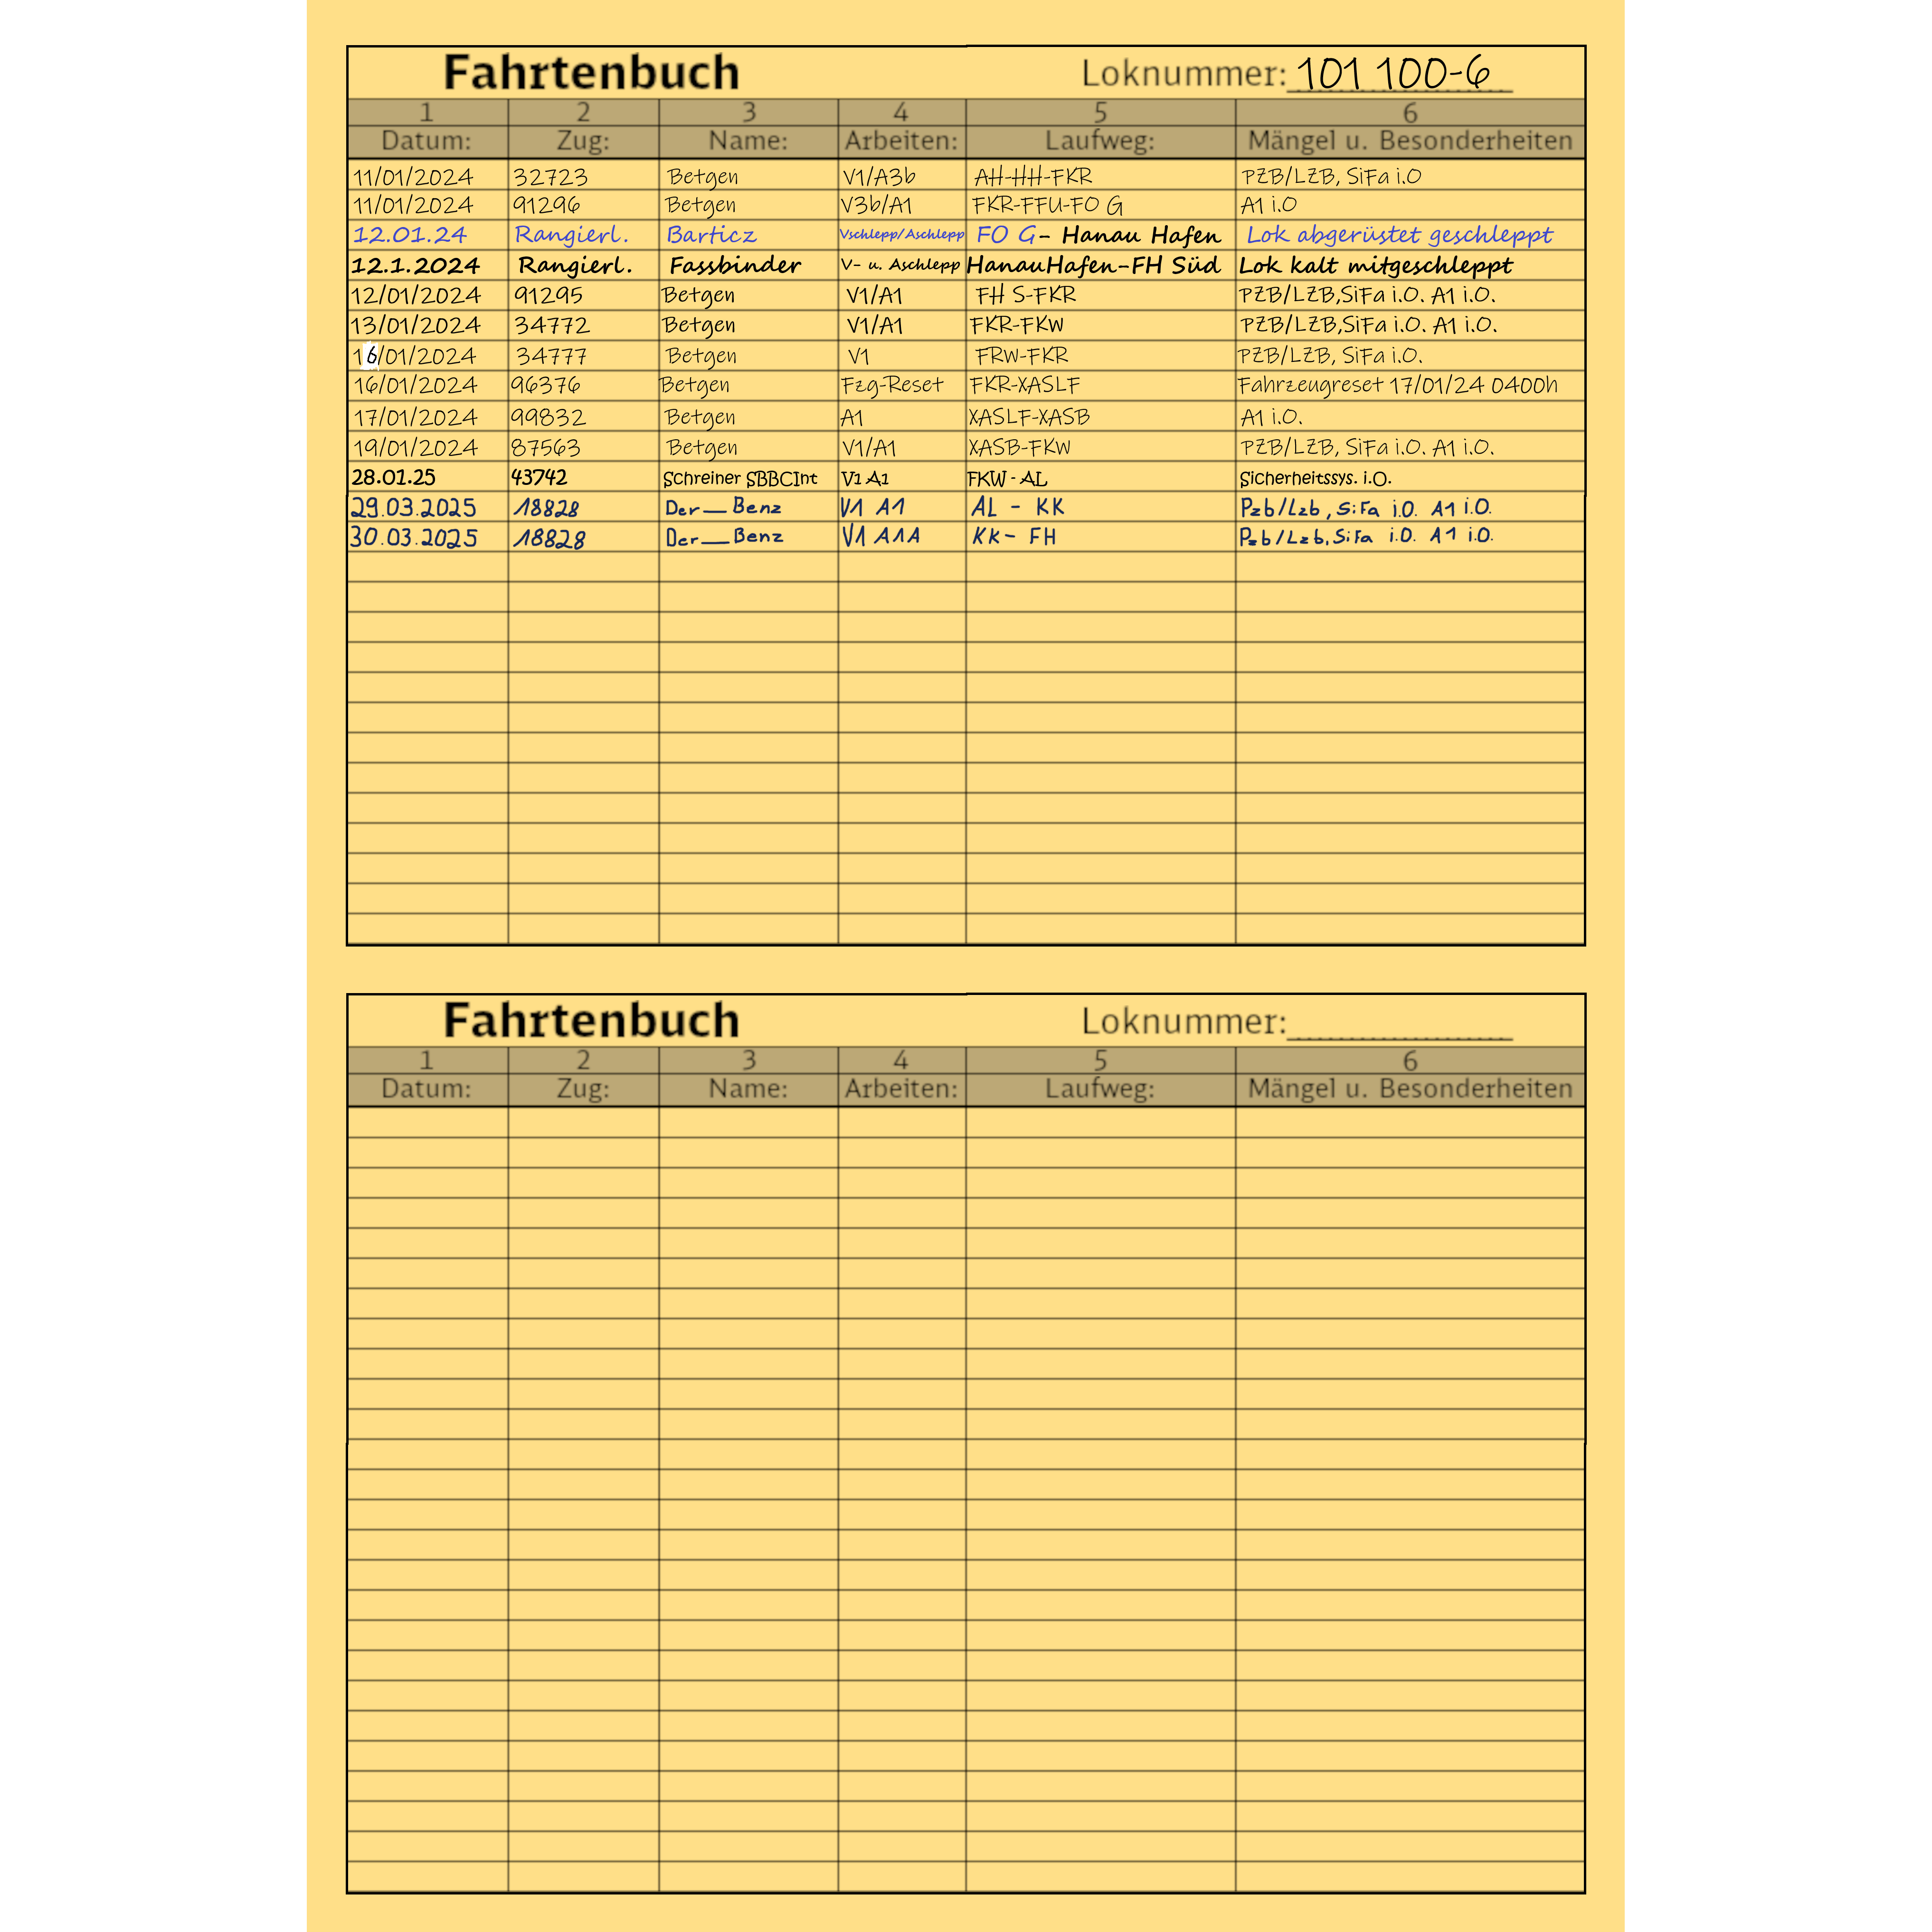 Fahrtenbuch Loknummer: 101 100-6
1 2 3 4 5 6
Datum: Zug: Name: Arbeiten: Laufweg: Mängel u. Besonderheiten
11/01/2024 32723 Betgen V1/A3b AH-HH-FKR PZB/LZB, SiFa i.O
11/01/2024 91296 Betgen V3b/A1 FKR-FFU-FO G A1 i.O
12.01.24 Rangierl. Barticz Vschlepp/Aschlepp FO G- Hanau Hafen Lok abgerüstet geschleppt
12.1.2024 Rangierl. Fassbinder V- u. Aschlepp HanauHafen-FH Süd Lok kalt mitgeschleppt
12/01/2024 91295 Betgen V1/A1 FH S-FKR PZB/LZB,SiFa i.O. A1 i.O.
13/01/2024 34772 Betgen V1/A1 FKR-FKW PZB/LZB,SiFa i.O. A1 i.O.
16/01/2024 34777 Betgen V1 FRW-FKR PZB/LZB, SiFa i.O.
16/01/2024 96376 Betgen Fzg-Reset FKR-XASLF Fahrzeugreset 17/01/24 0400h
17/01/2024 99832 Betgen A1 XASLF-XASB A1 i.O.
19/01/2024 87563 Betgen V1/A1 XASB-FKW PZB/LZB, SiFa i.O. A1 i.O.
28.01.25 43742 Schreiner SBBCInt V1 A1 FKW - AL Sicherheitssys. i.O.
29.03.2025 18828 Der__Benz V1 A1 AL - KK Pzb/Lzb, SiFa i.O. A1 i.O.
30.03.2025 18828 Der__Benz V1 A1A KK- FH Pzb/Lzb, SiFa i.O. A1 i.O.
Fahrtenbuch Loknummer:
1 2 3 4 5 6
Datum: Zug: Name: Arbeiten: Laufweg: Mängel u. Besonderheiten